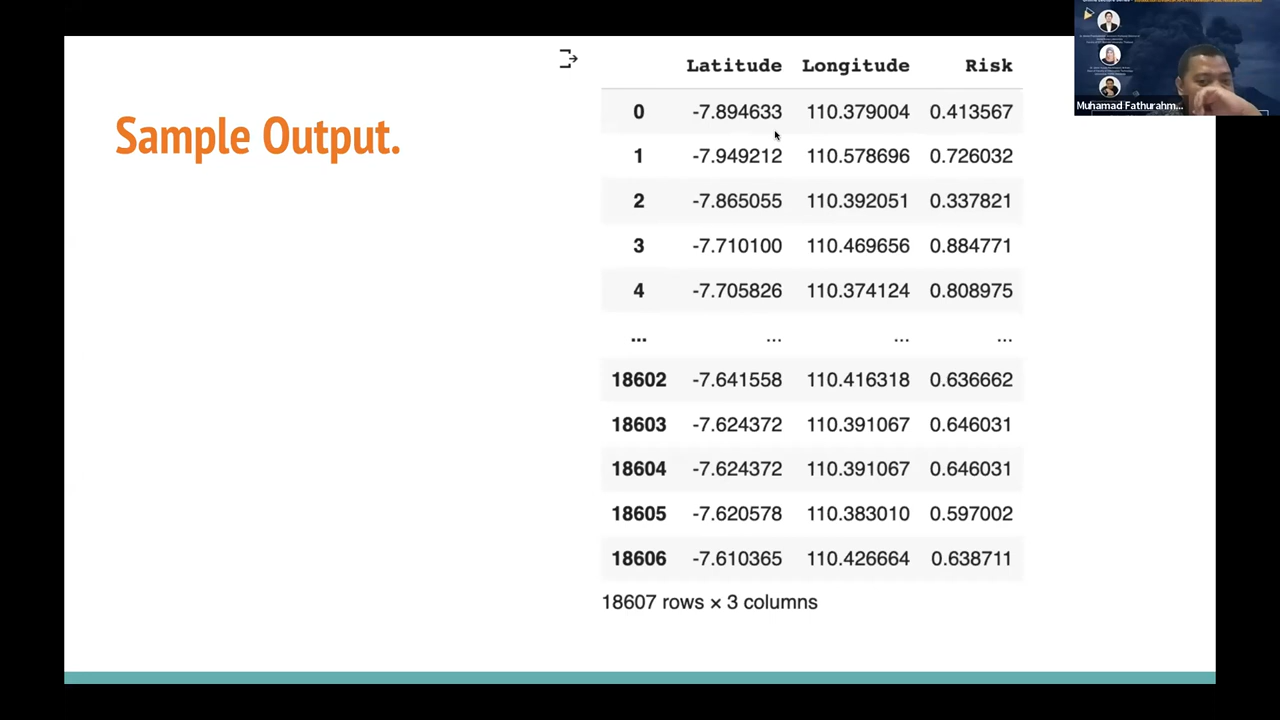 Sample Output.
Latitude Longitude Risk
0 -7.894633 110.379004 0.413567
1 -7.949212 110.578696 0.726032
2 -7.865055 110.392051 0.337821
3 -7.710100 110.469656 0.884771
4 -7.705826 110.374124 0.808975
... ... ... ...
18602 -7.641558 110.416318 0.636662
18603 -7.624372 110.391067 0.646031
18604 -7.624372 110.391067 0.646031
18605 -7.620578 110.383010 0.597002
18606 -7.610365 110.426664 0.638711
18607 rows × 3 columns
Muhamad Fathurahm...